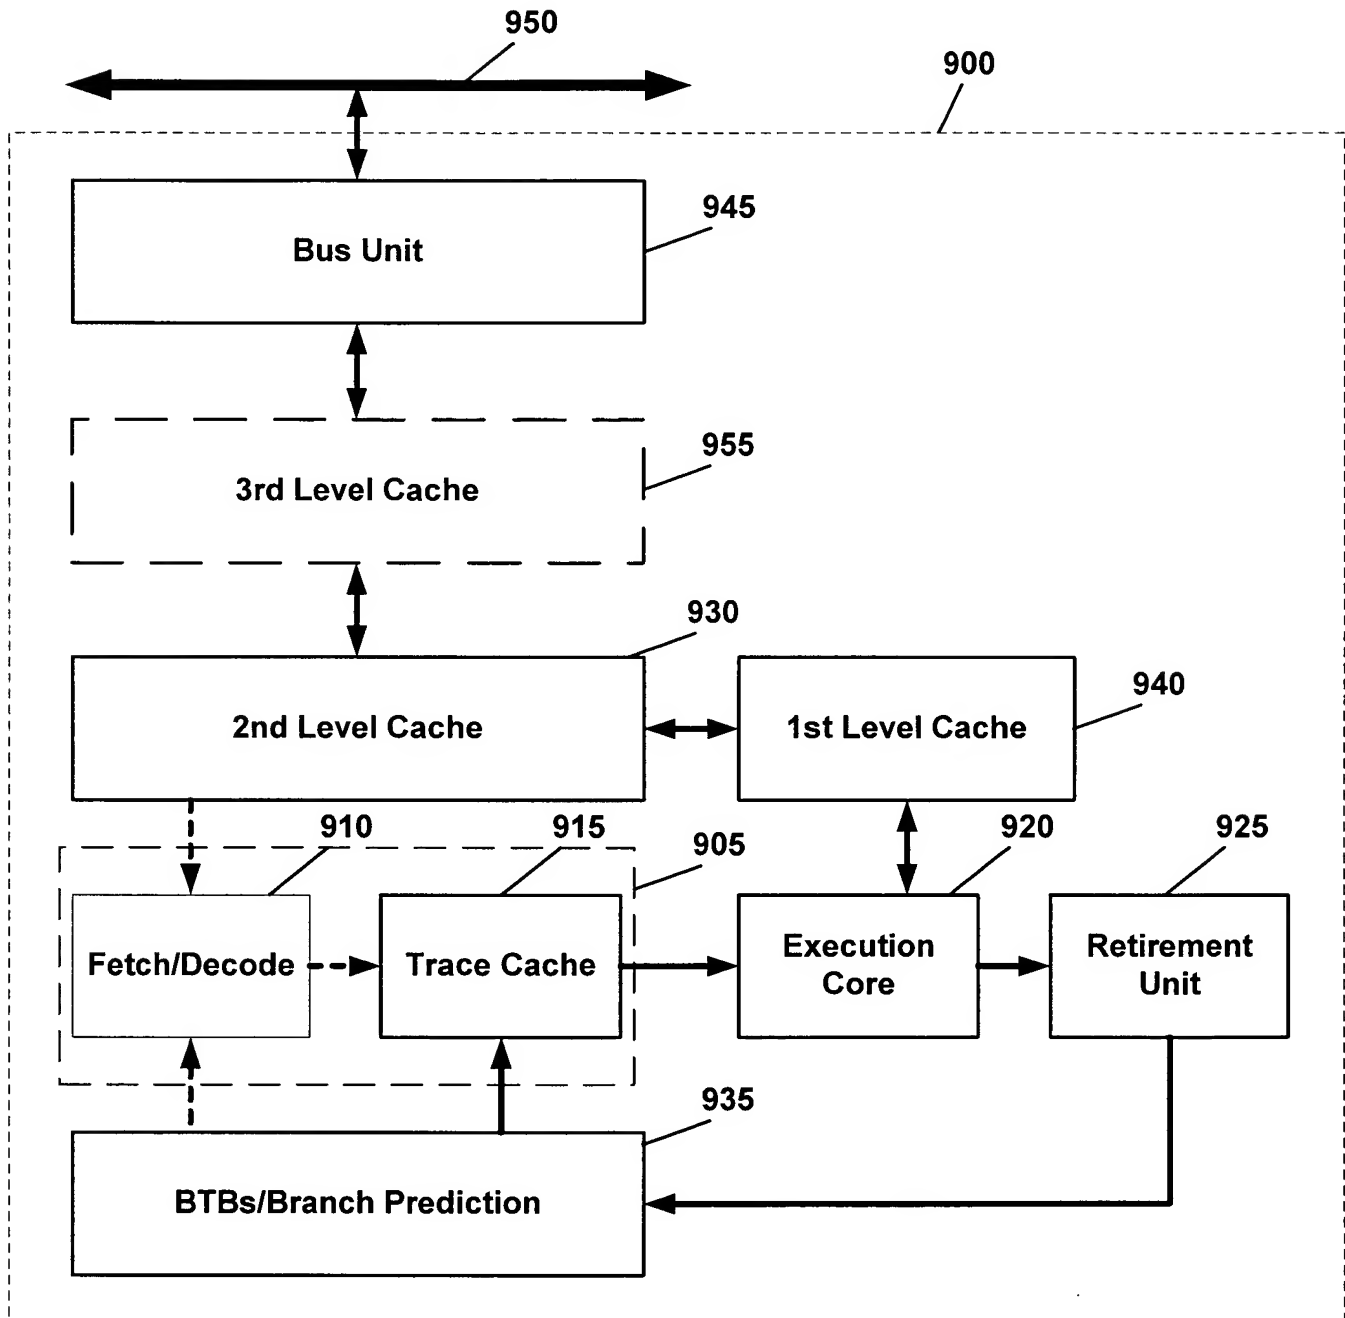 950
900
945
Bus Unit
955
3rd Level Cache
930
940
2nd Level Cache
1st Level Cache
910
915
905
920
925
Fetch/Decode
Trace Cache
Execution
Core
Retirement
Unit
935
BTBs/Branch Prediction